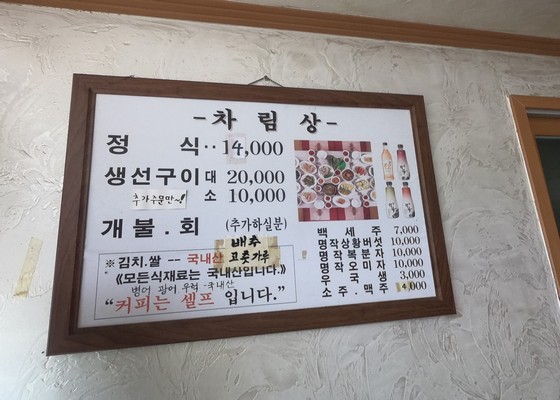 -차림상-
정 식 ·· 14,000
생선구이 대 20,000
추가주문만~! 소 10,000
개불.회 (추가하실분)
배추
※ 김치.쌀 -- 국내산 고춧가루
《모든식재료는 국내산입니다.》
병어 광어 우럭 -국내산
"커피는 셀프 입니다."
백세주 7,000
명작상황버섯 10,000
명작복분자 10,000
명작오미자 10,000
우국생 3,000
소주.맥주 4,000